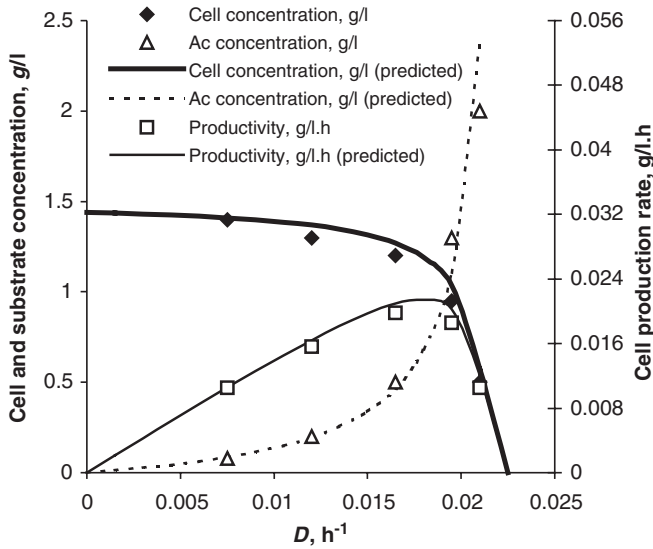 Cell concentration, g/l
Ac concentration, g/l
Cell concentration, g/l (predicted)
Ac concentration, g/l (predicted)
Productivity, g/l.h
Productivity, g/l.h (predicted)
Cell and substrate concentration, g/l
2.5
2
1.5
1
0.5
0
Cell production rate, g/l.h
0.056
0.048
0.04
0.032
0.024
0.016
0.008
0
0
0.005
0.01
0.015
0.02
0.025
D, h⁻¹